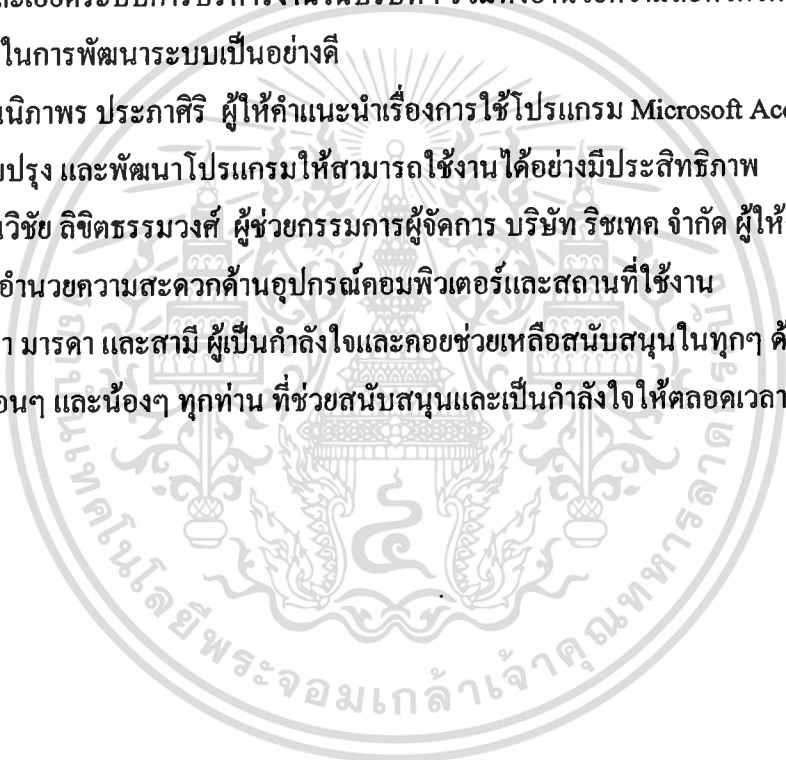 ในการพัฒนาระบบเป็นอย่างดี
นิภาพร ประภาศิริ ผู้ให้คำแนะนำเรื่องการใช้โปรแกรม Microsoft Acc
ปรุง และพัฒนาโปรแกรมให้สามารถใช้งานได้อย่างมีประสิทธิภาพ
วิชัย ลิขิตธรรมวงศ์ ผู้ช่วยกรรมการผู้จัดการ บริษัท ริชเทค จำกัด ผู้ให้
อำนวยความสะดวกด้านอุปกรณ์คอมพิวเตอร์และสถานที่ใช้งาน
า มารดา และสามี ผู้เป็นกำลังใจและคอยช่วยเหลือสนับสนุนในทุกๆ ด้
อนๆ และน้องๆ ทุกท่าน ที่ช่วยสนับสนุนและเป็นกำลังใจให้ตลอดเวลา
เทคโนโลยีพระจอมเกล้าเจ้าคุณทหารลาดกระบัง